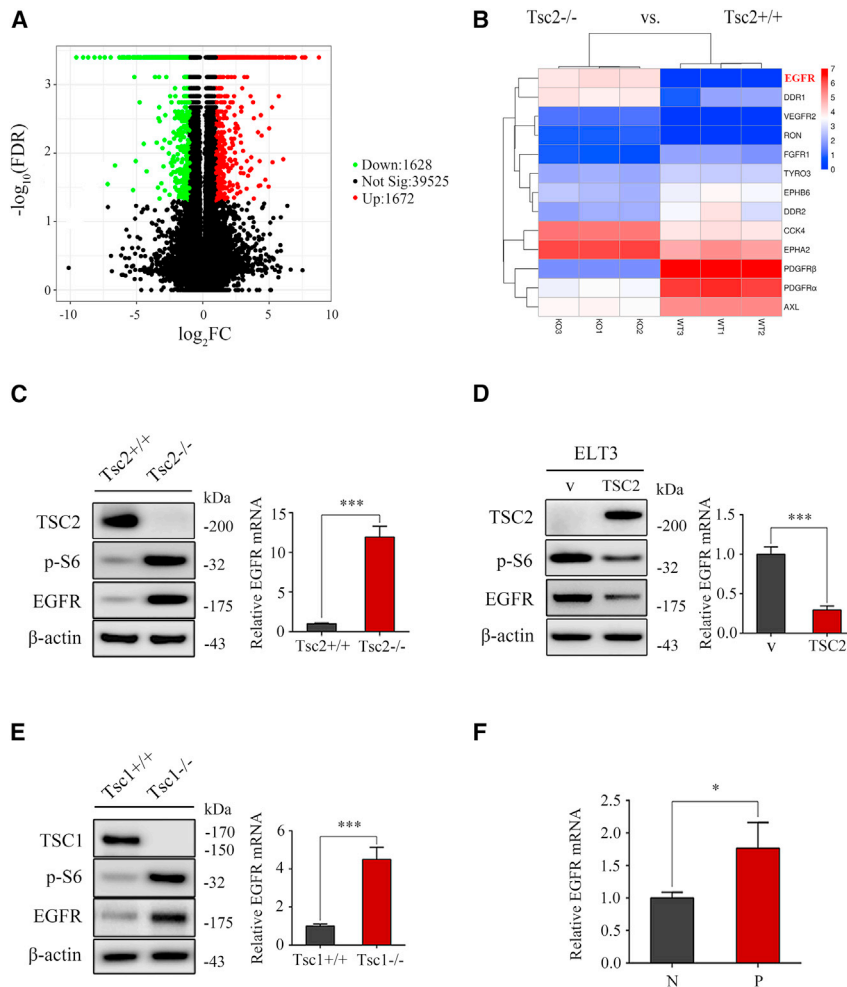 A
-log10(FDR)
3
2
1
0
-10
-5
0
5
10
log2FC
Down:1628
Not Sig:39525
Up:1672
B
Tsc2-/- vs. Tsc2+/+
EGFR
DDR1
VEGFR2
RON
FGFR1
TYRO3
EPHB6
DDR2
CCK4
EPHA2
PDGFRβ
PDGFRα
AXL
KO3
KO1
KO2
WT3
WT1
WT2
7
6
5
4
3
2
1
0
C
Tsc2+/+
Tsc2-/-
kDa
TSC2
-200
p-S6
-32
EGFR
-175
β-actin
-43
Relative EGFR mRNA
15
10
5
0
***
Tsc2+/+
Tsc2-/-
D
ELT3
v
TSC2
kDa
TSC2
-200
p-S6
-32
EGFR
-175
β-actin
-43
Relative EGFR mRNA
1.5
1.0
0.5
0.0
***
v
TSC2
E
Tsc1+/+
Tsc1-/-
kDa
TSC1
-170
-150
p-S6
-32
EGFR
-175
β-actin
-43
Relative EGFR mRNA
6
4
2
0
***
Tsc1+/+
Tsc1-/-
F
Relative EGFR mRNA
2.5
2.0
1.5
1.0
0.5
0.0
*
N
P